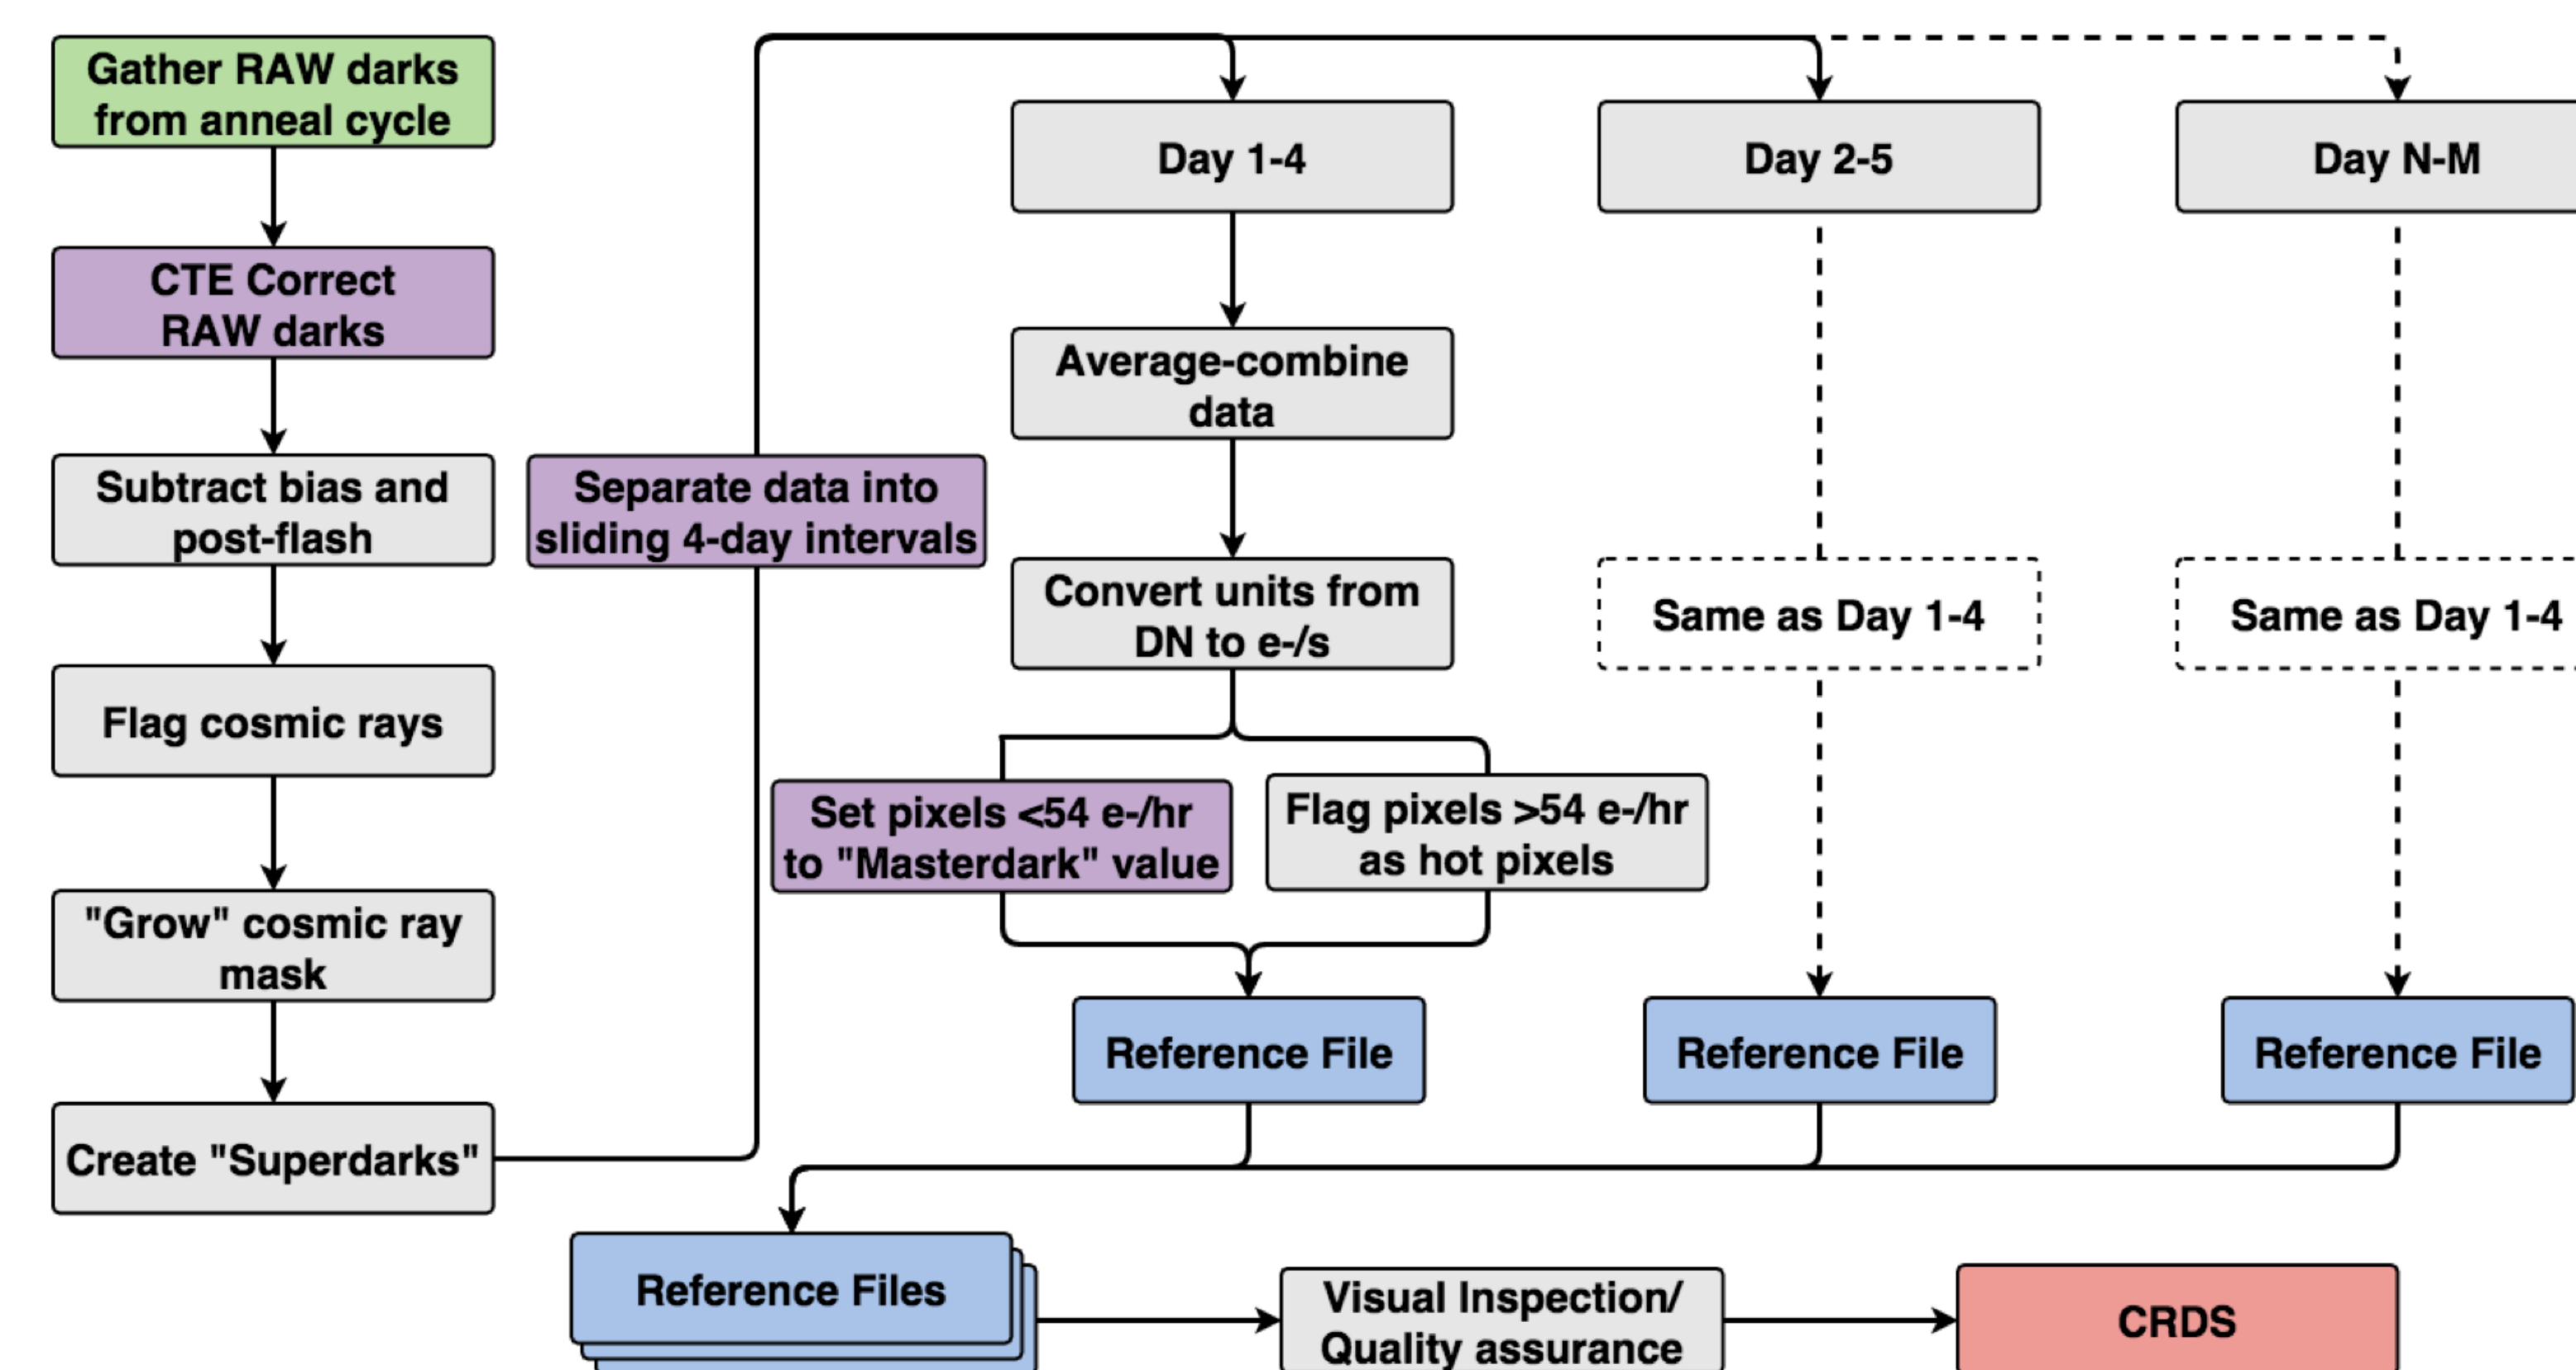 Gather RAW darks
from anneal cycle
CTE Correct
RAW darks
Subtract bias and
post-flash
Flag cosmic rays
"Grow" cosmic ray
mask
Create "Superdarks"
Separate data into
sliding 4-day intervals
Day 1-4
Average-combine
data
Convert units from
DN to e-/s
Set pixels <54 e-/hr
to "Masterdark" value
Flag pixels >54 e-/hr
as hot pixels
Reference File
Day 2-5
Same as Day 1-4
Reference File
Day N-M
Same as Day 1-4
Reference File
Reference Files
Visual Inspection/
Quality assurance
CRDS